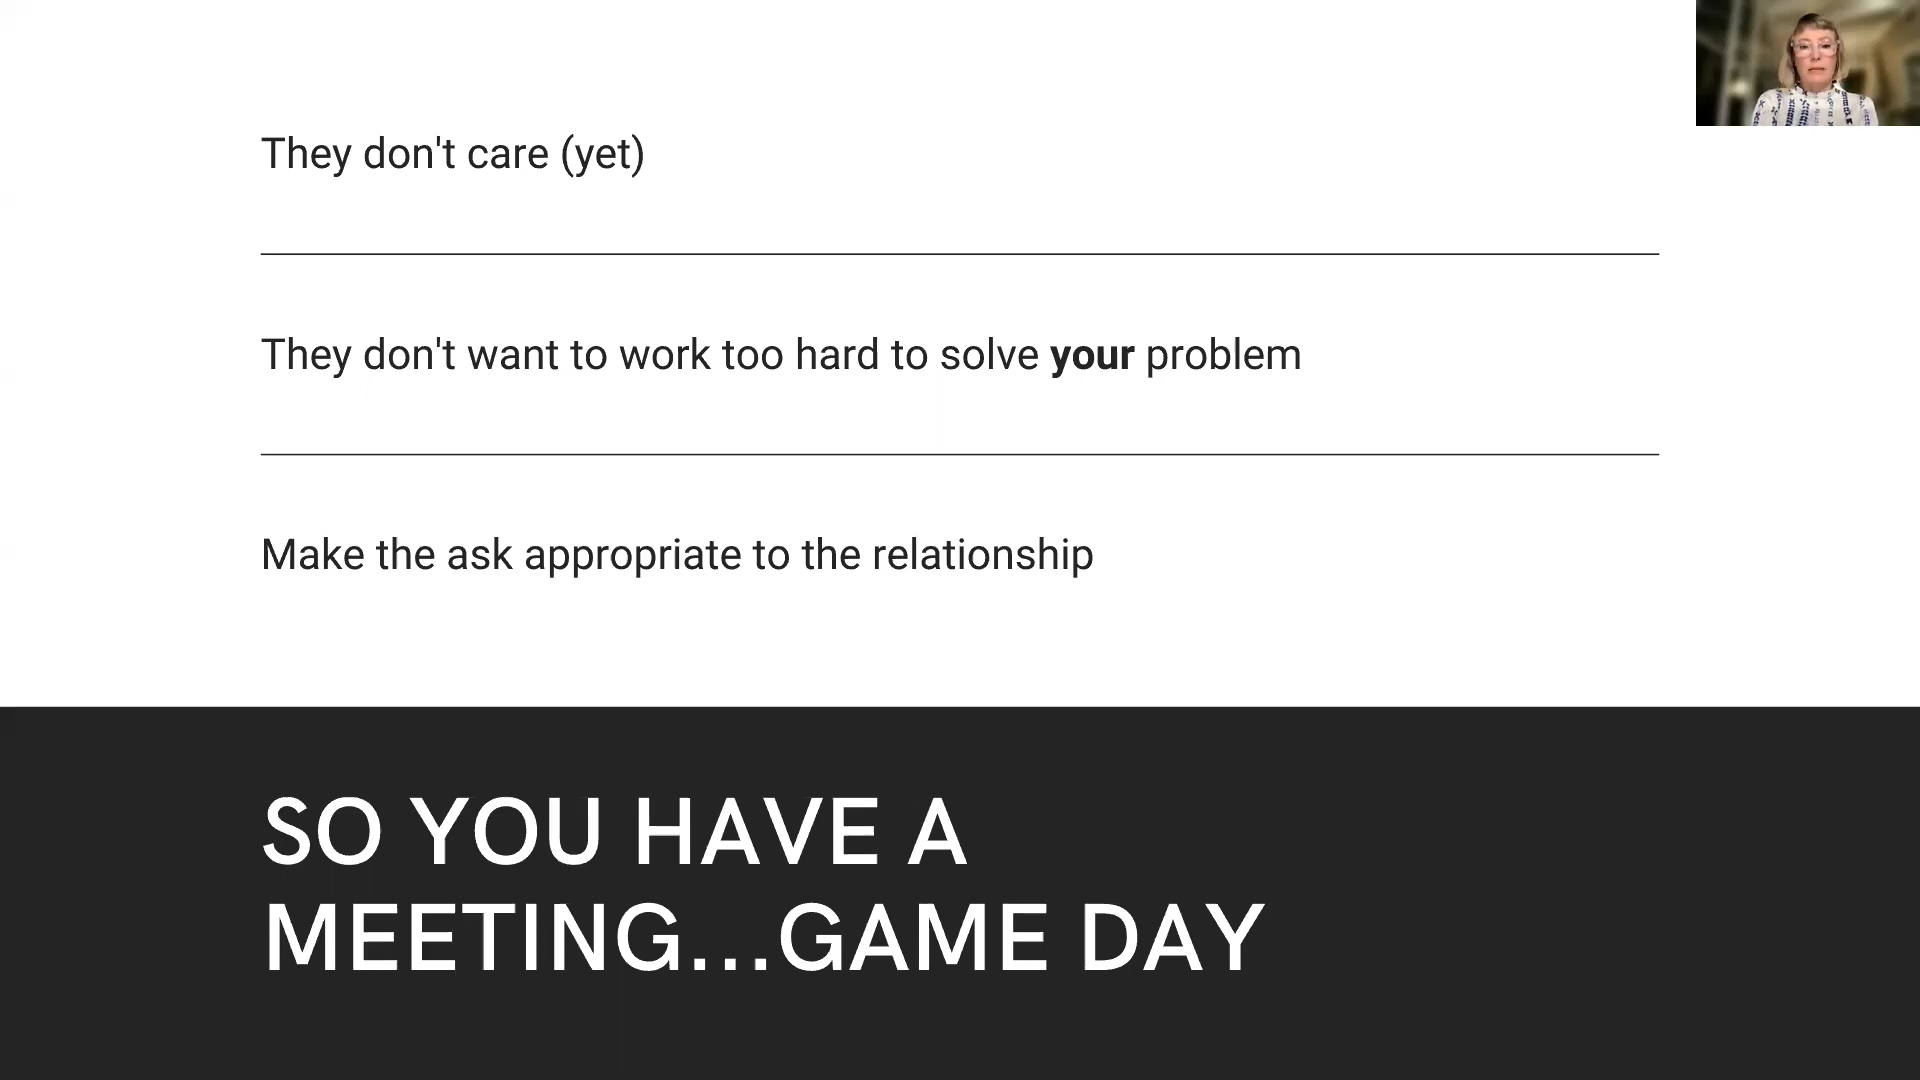 They don't care (yet)
They don't want to work too hard to solve your problem
Make the ask appropriate to the relationship
SO YOU HAVE A
MEETING...GAME DAY